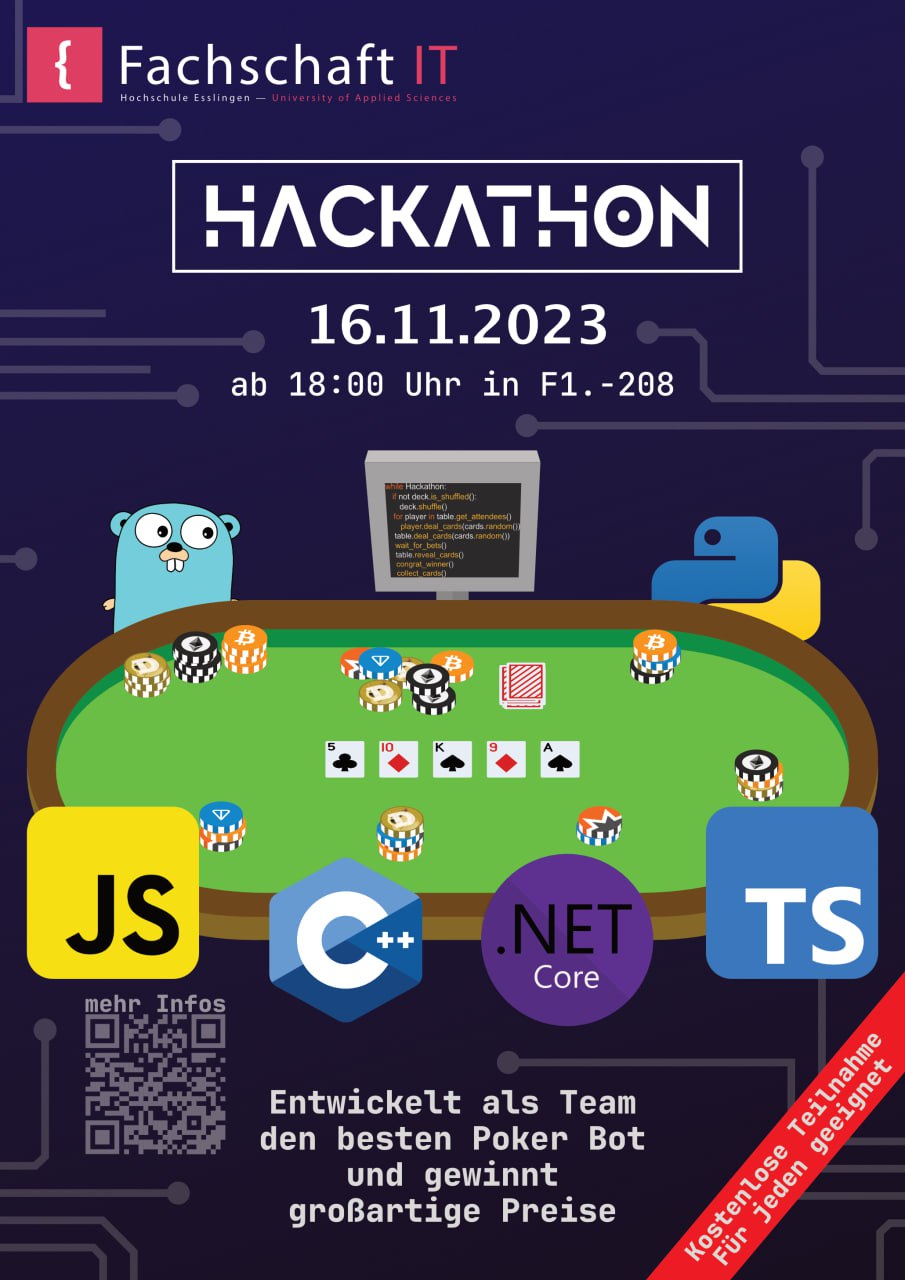 {
Fachschaft IT
Hochschule Esslingen — University of Applied Sciences
HACKATHON
16.11.2023
ab 18:00 Uhr in F1.-208
while Hackathon:
if not deck.is_shuffled():
deck.shuffle()
for player in table.get_attendees()
player.deal_cards(cards.random())
table.deal_cards(cards.random())
wait_for_bets()
table.reveal_cards()
congrat_winner()
collect_cards()
5 10 K 9 A
JS
C++
.NET
Core
TS
mehr Infos
Entwickelt als Team
den besten Poker Bot
und gewinnt
großartige Preise
Kostenlose Teilnahme
Für jeden geeignet